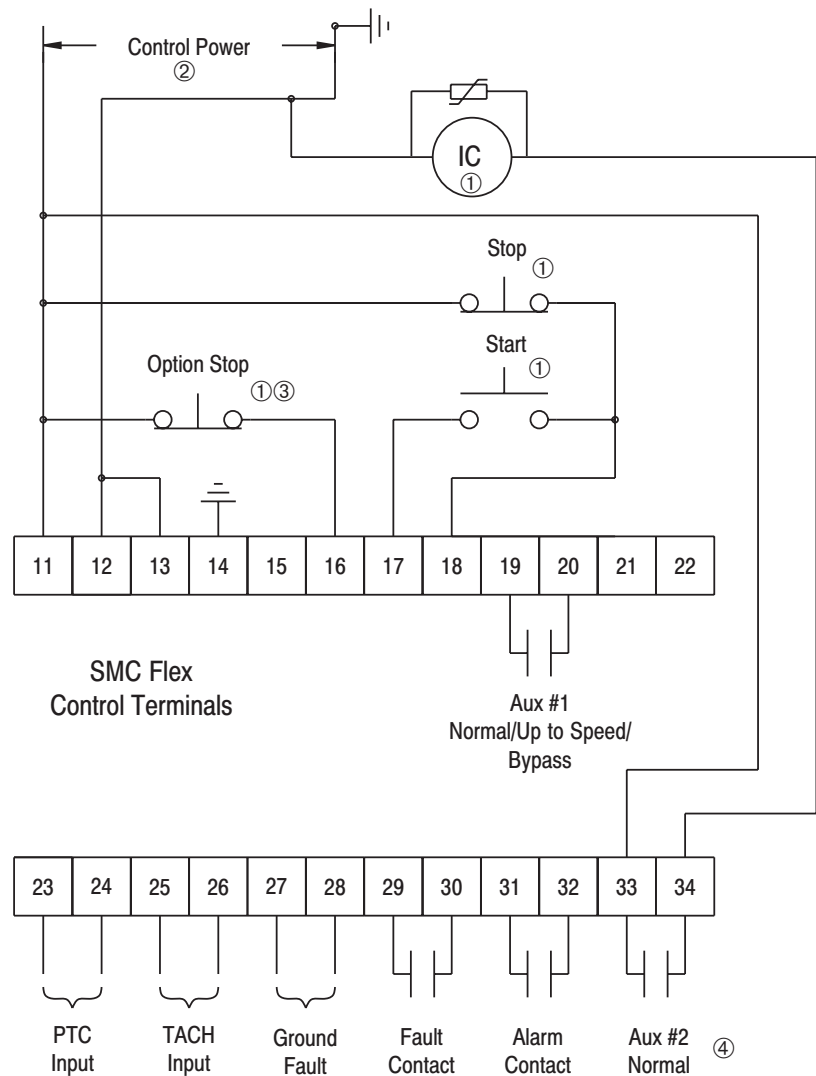 Control Power
②
IC
①
Stop
①
Start
①
Option Stop
①③
11 12 13 14 15 16 17 18 19 20 21 22
SMC Flex
Control Terminals
Aux #1
Normal/Up to Speed/
Bypass
23 24 25 26 27 28 29 30 31 32 33 34
PTC
Input
TACH
Input
Ground
Fault
Fault
Contact
Alarm
Contact
Aux #2
Normal
④